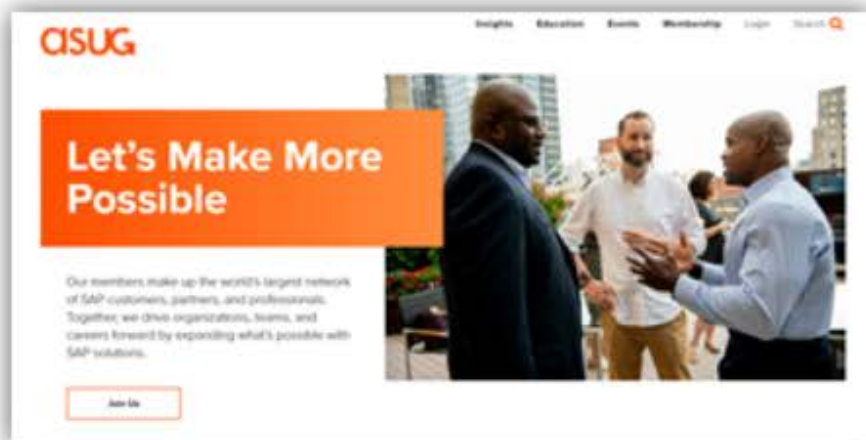 asug
Insights Education Events Membership Login Search
Let's Make More
Possible
Our members make up the world's largest network
of SAP customers, partners, and professionals.
Together, we drive organizations, teams, and
careers forward by expanding what's possible with
SAP solutions.
Join Us